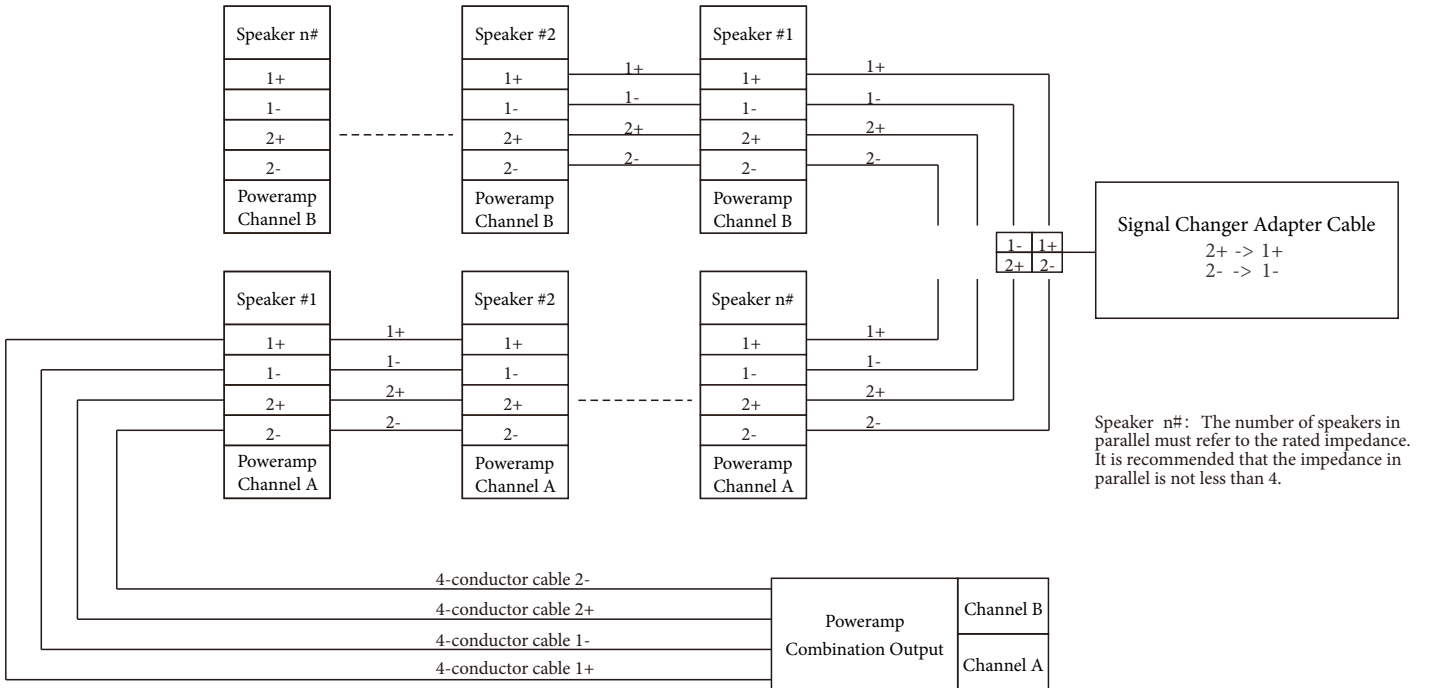 Speaker n#
Speaker #2
Speaker #1
1+
1+
1+
1+
1+
1-
1-
1-
1-
1-
2+
2+
2+
2+
2+
2-
2-
2-
2-
2-
Poweramp
Channel B
Poweramp
Channel B
Poweramp
Channel B
1- 1+
2+ 2-
Signal Changer Adapter Cable
2+ -> 1+
2- -> 1-
Speaker #1
Speaker #2
Speaker n#
1+
1+
1+
1+
1+
1-
1-
1-
1-
1-
2+
2+
2+
2+
2+
2-
2-
2-
2-
2-
Poweramp
Channel A
Poweramp
Channel A
Poweramp
Channel A
Speaker n#: The number of speakers in
parallel must refer to the rated impedance.
It is recommended that the impedance in
parallel is not less than 4.
4-conductor cable 2-
4-conductor cable 2+
4-conductor cable 1-
4-conductor cable 1+
Poweramp
Combination Output
Channel B
Channel A